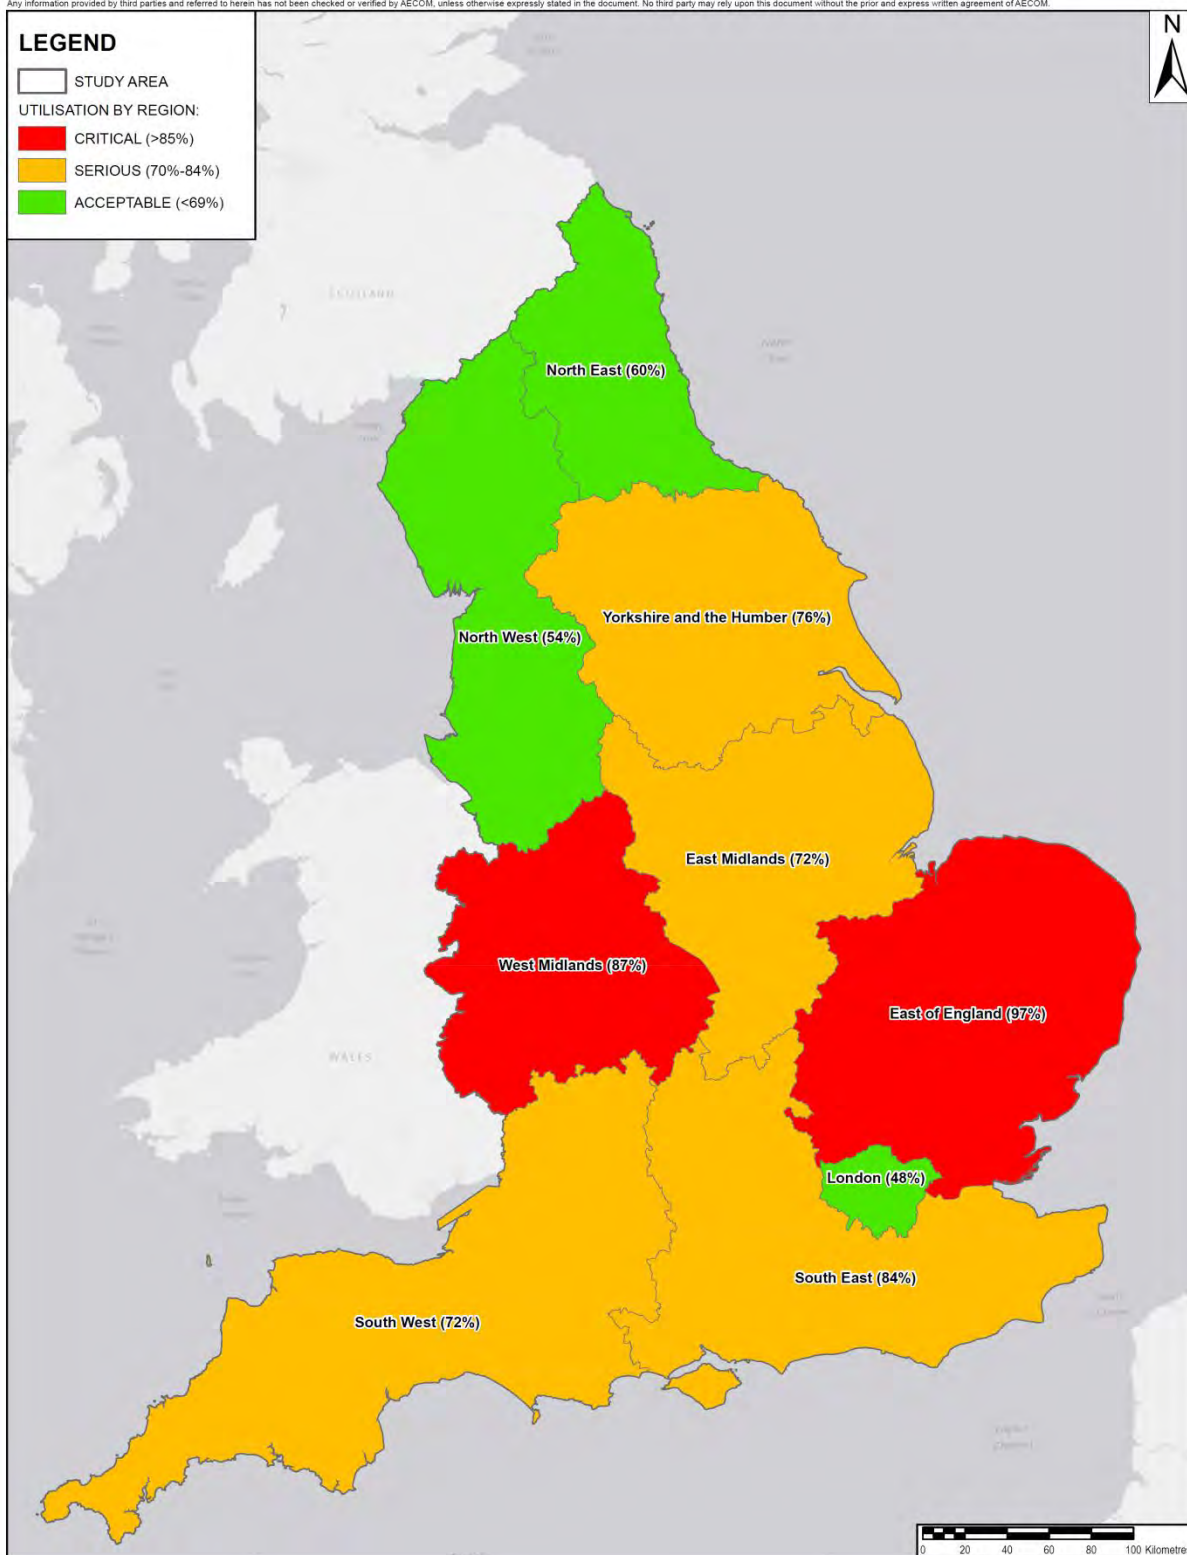 Any information provided by third parties and referred to herein has not been checked or verified by AECOM, unless otherwise expressly stated in the document. No third party may rely upon this document without the prior and express written agreement of AECOM.
LEGEND
STUDY AREA
UTILISATION BY REGION:
CRITICAL (>85%)
SERIOUS (70%-84%)
ACCEPTABLE (<69%)
N
SCOTLAND
North East (60%)
Yorkshire and the Humber (76%)
North West (54%)
East Midlands (72%)
West Midlands (87%)
East of England (97%)
WALES
London (48%)
South East (84%)
South West (72%)
0 20 40 60 80 100 Kilometres